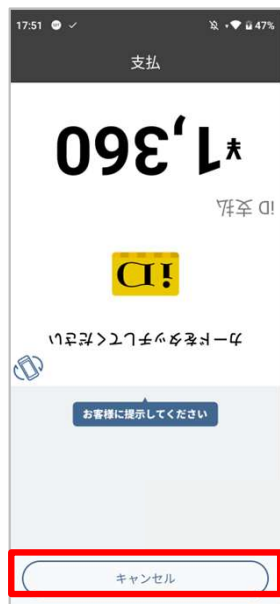 17:51 47%
支払
¥1,360
iD 支払
iD
カードをタッチしてください
お客様に提示してください
キャンセル